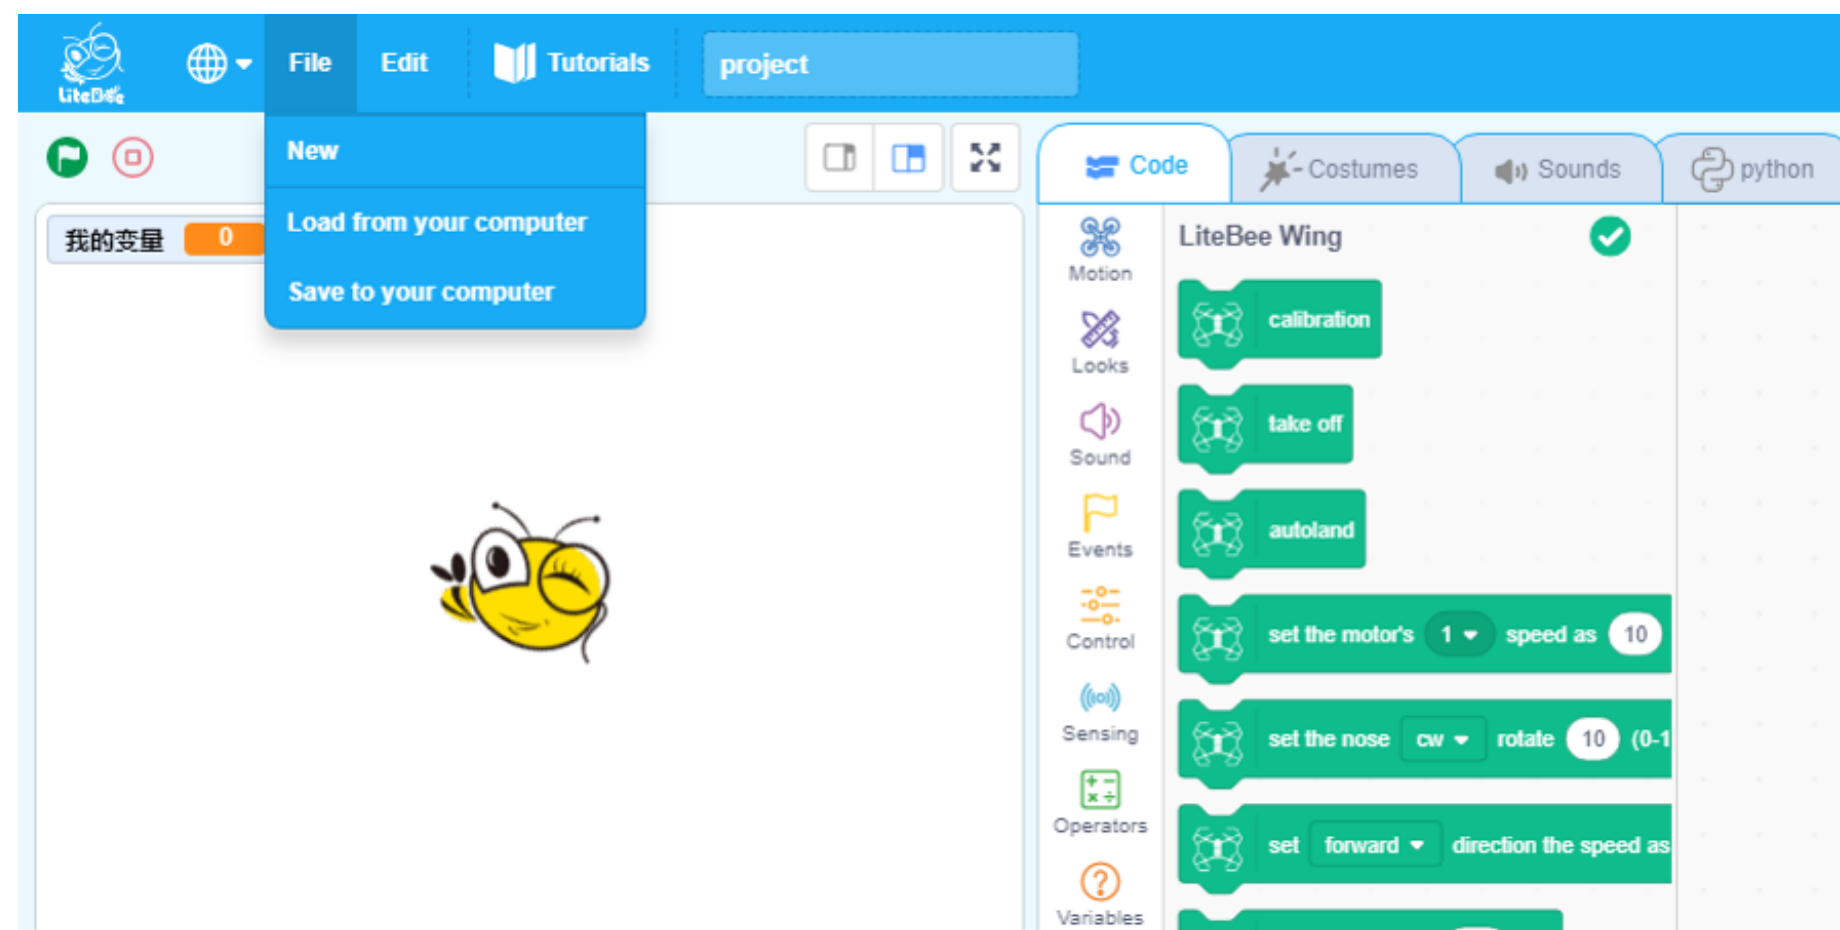 LiteBee
File
Edit
Tutorials
project
New
Load from your computer
Save to your computer
我的变量 0
Code
Costumes
Sounds
python
Motion
Looks
Sound
Events
Control
Sensing
Operators
Variables
LiteBee Wing
calibration
take off
autoland
set the motor's 1 speed as 10
set the nose cw rotate 10 (0-1
set forward direction the speed as